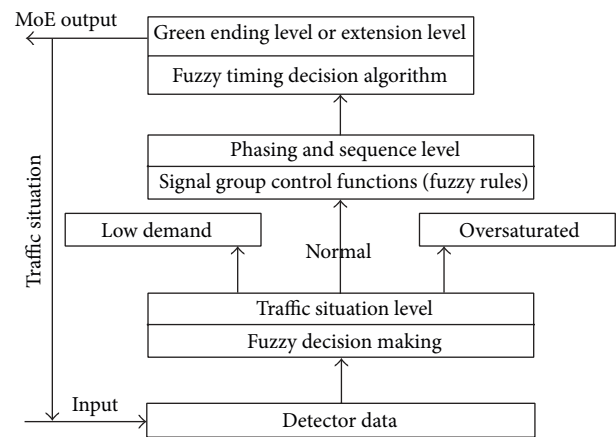 MoE output
Green ending level or extension level
Fuzzy timing decision algorithm
Phasing and sequence level
Signal group control functions (fuzzy rules)
Traffic situation
Low demand
Normal
Oversaturated
Traffic situation level
Fuzzy decision making
Input
Detector data